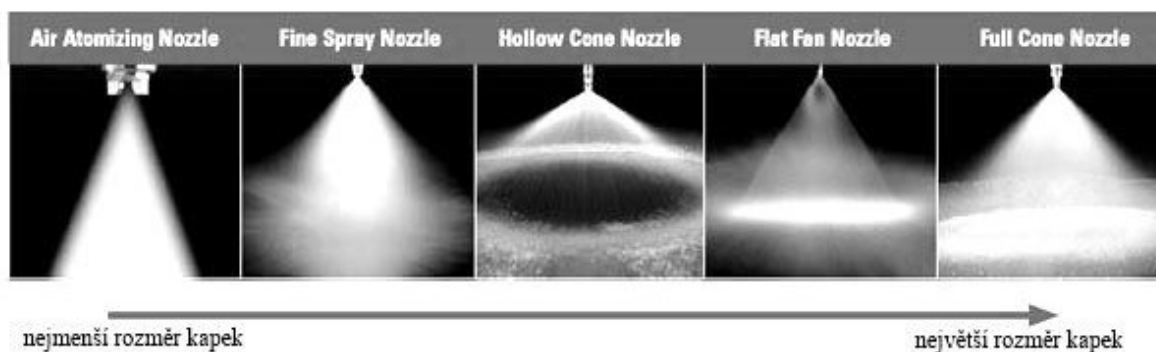 Air Atomizing Nozzle
Fine Spray Nozzle
Hollow Cone Nozzle
Flat Fan Nozzle
Full Cone Nozzle
nejmenší rozměr kapek
největší rozměr kapek